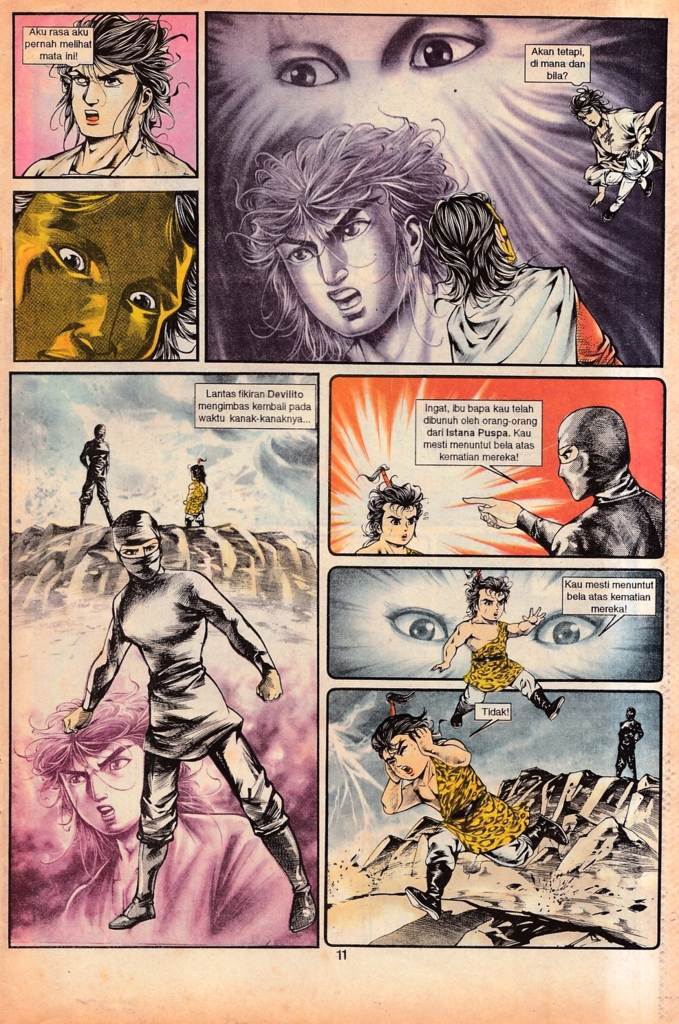 Aku rasa aku
pernah melihat
mata ini!
Akan tetapi,
di mana dan
bila?
Lantas fikiran Devilito
mengimbas kembali pada
waktu kanak-kanaknya...
Ingat, ibu bapa kau telah
dibunuh oleh orang-orang
dari Istana Puspa. Kau
mesti menuntut bela atas
kematian mereka!
Kau mesti menuntut
bela atas kematian
mereka!
Tidak!
11